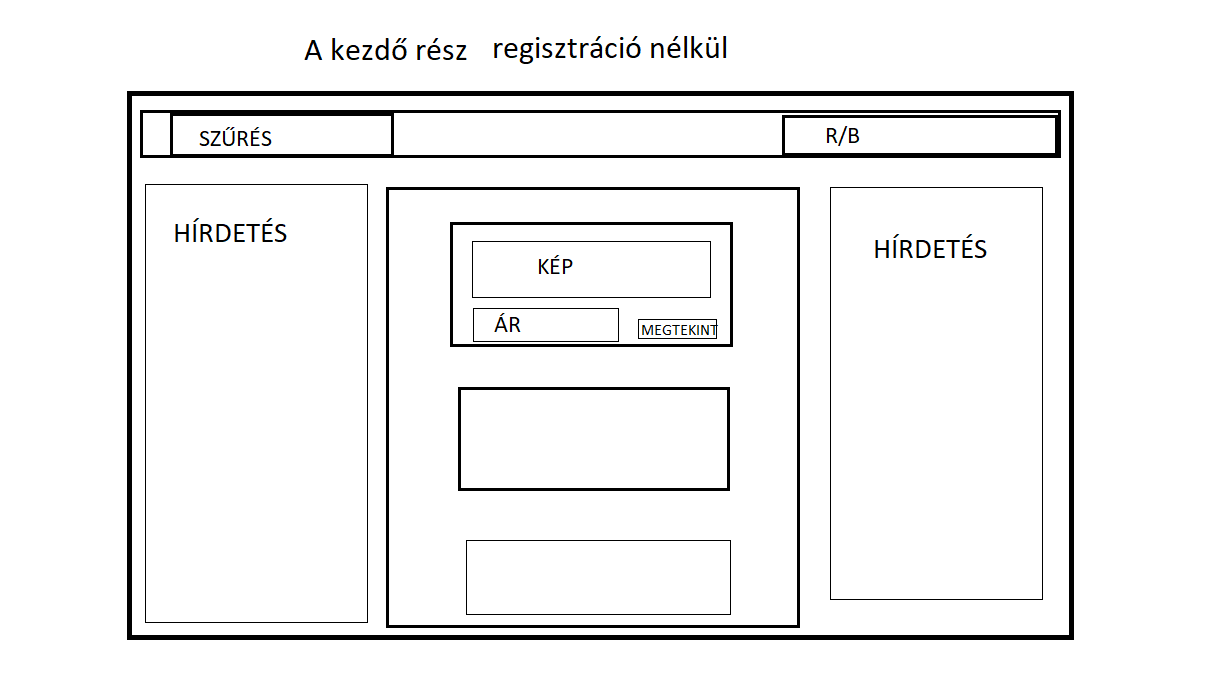 A kezdő rész regisztráció nélkül
SZŰRÉS
R/B
HÍRDETÉS
HÍRDETÉS
KÉP
ÁR
MEGTEKINT